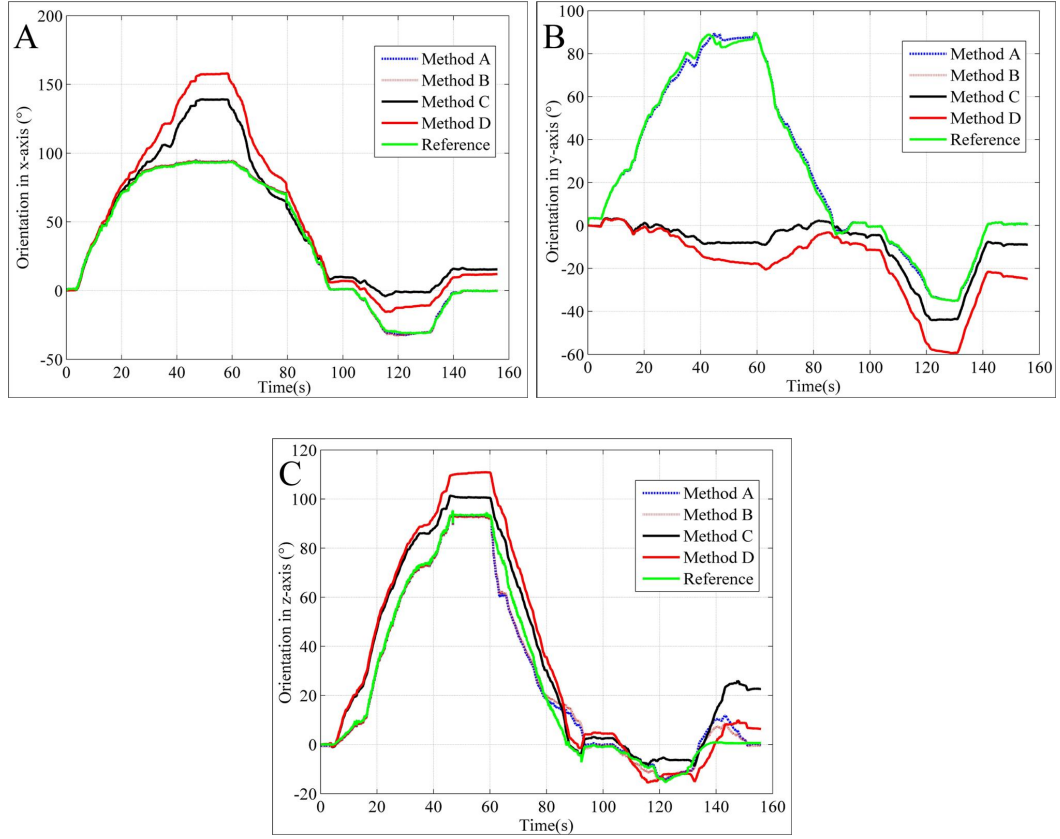 A
Orientation in x-axis (°)
200
150
100
50
0
-50
0 20 40 60 80 100 120 140 160
Time(s)
Method A
Method B
Method C
Method D
Reference
B
Orientation in y-axis (°)
100
80
60
40
20
0
-20
-40
-60
0 20 40 60 80 100 120 140 160
Time(s)
Method A
Method B
Method C
Method D
Reference
C
Orientation in z-axis (°)
120
100
80
60
40
20
0
-20
0 20 40 60 80 100 120 140 160
Time(s)
Method A
Method B
Method C
Method D
Reference